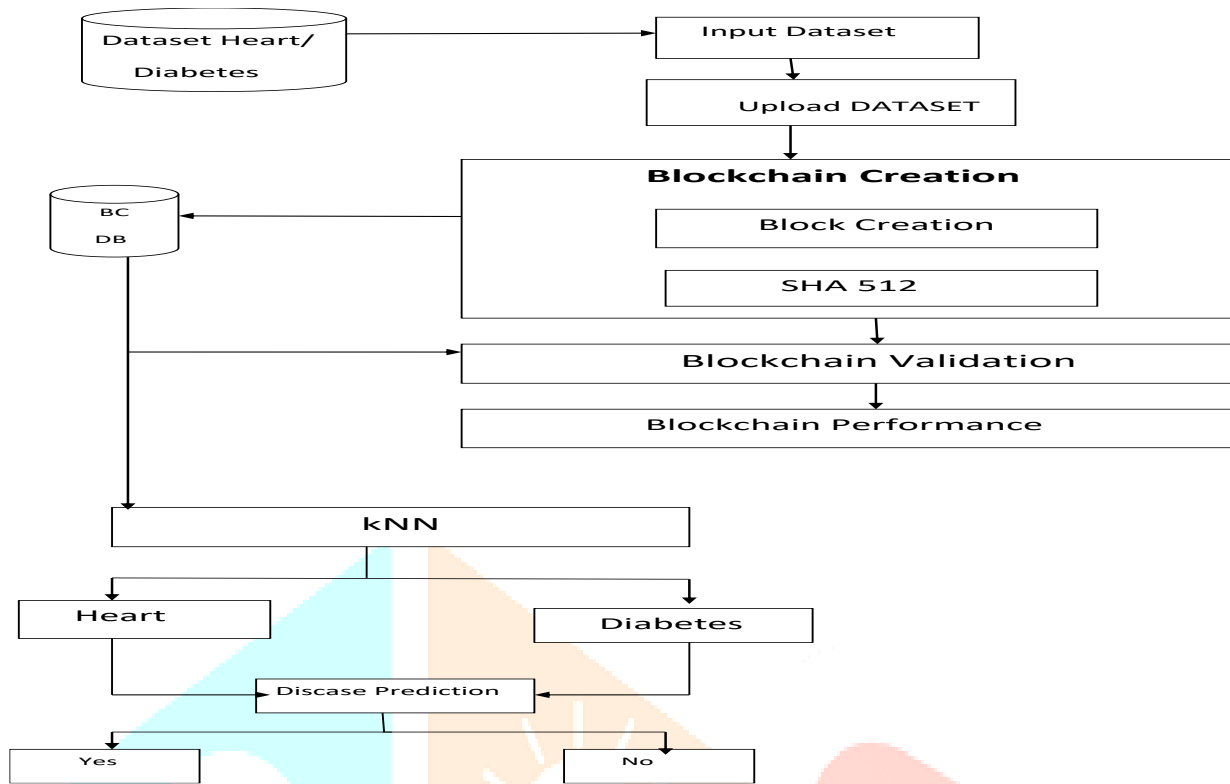 Dataset Heart/
Diabetes
Input Dataset
Upload DATASET
Blockchain Creation
Block Creation
SHA 512
BC
DB
Blockchain Validation
Blockchain Performance
kNN
Heart
Diabetes
Discase Prediction
Yes
No